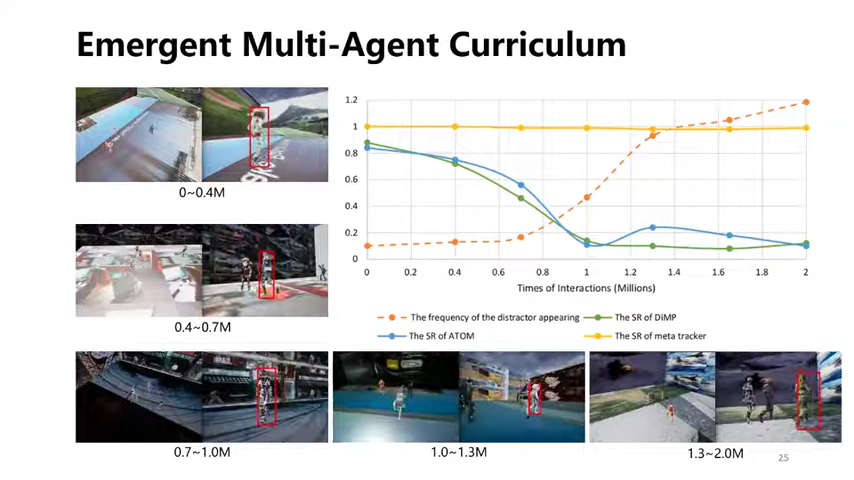 Emergent Multi-Agent Curriculum
0~0.4M
0.4~0.7M
1.2
1
0.8
0.6
0.4
0.2
0
0 0.2 0.4 0.6 0.8 1 1.2 1.4 1.6 1.8 2
Times of Interactions (Millions)
The frequency of the distractor appearing The SR of DiMP
The SR of ATOM The SR of meta tracker
0.7~1.0M 1.0~1.3M 1.3~2.0M
25